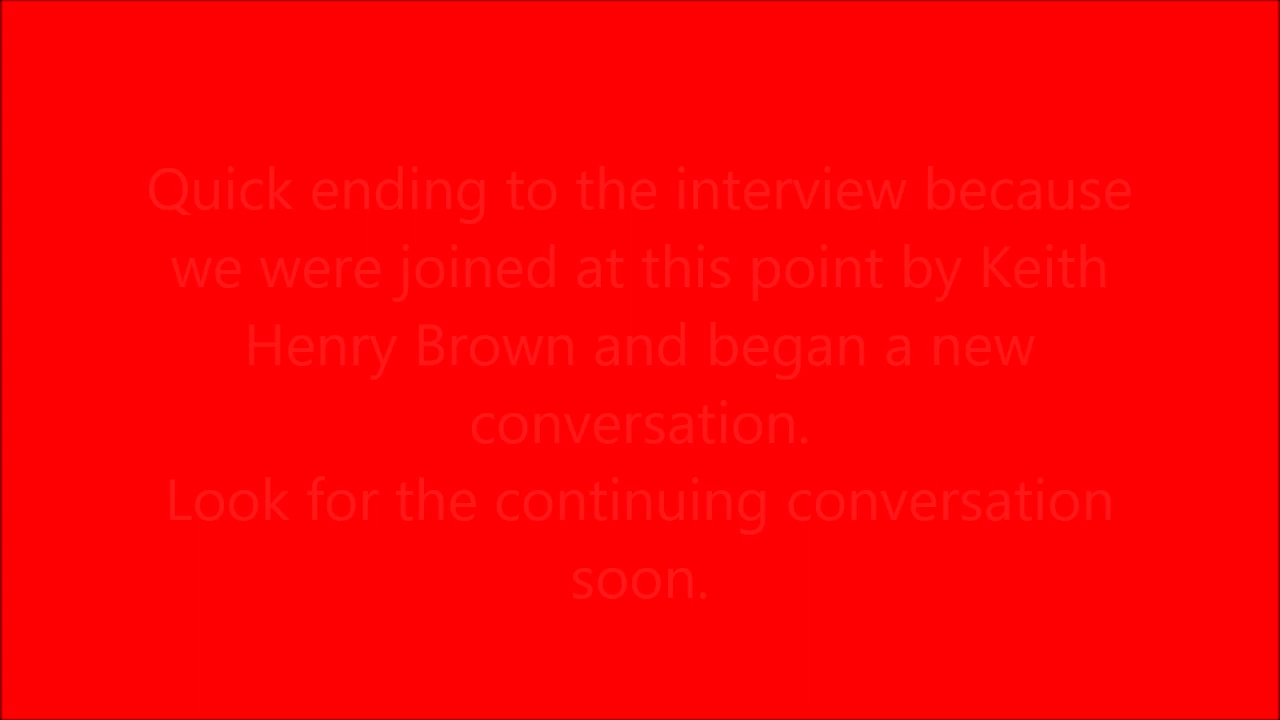 Quick ending to the interview because
we were joined at this point by Keith
Henry Brown and began a new
conversation.
Look for the continuing conversation
soon.